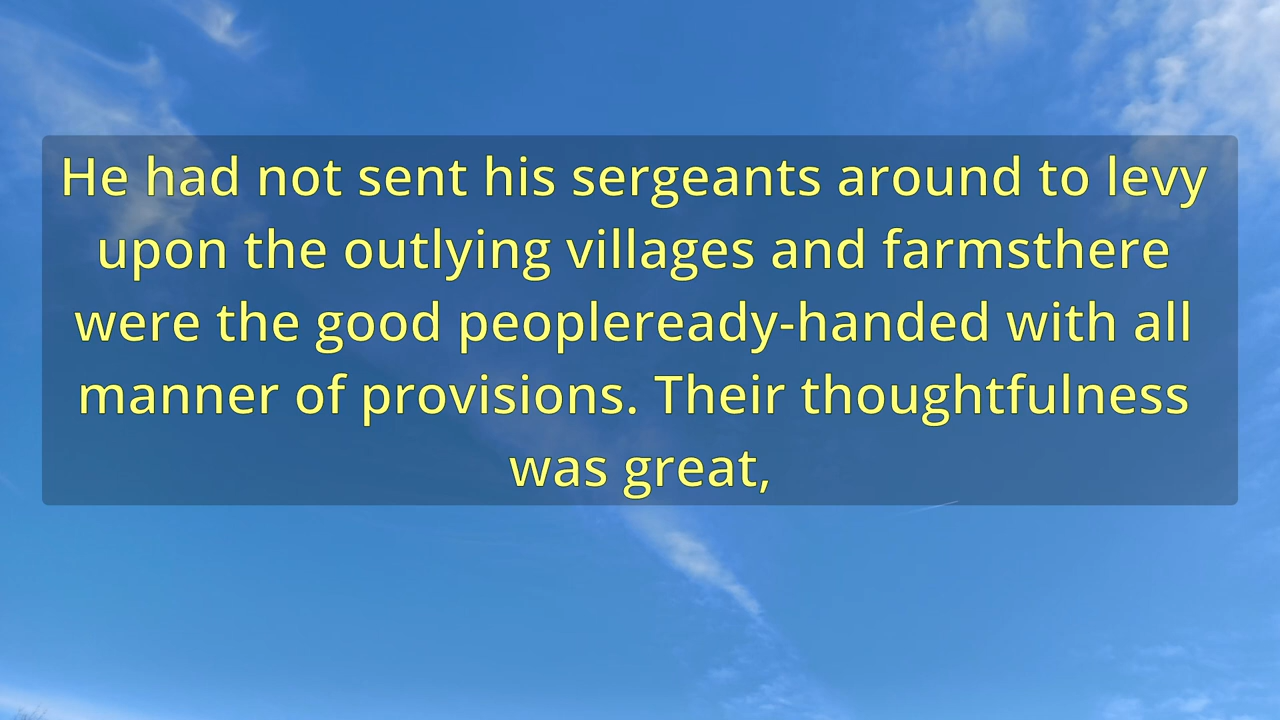 He had not sent his sergeants around to levy
upon the outlying villages and farmsthere
were the good peopleready-handed with all
manner of provisions. Their thoughtfulness
was great,